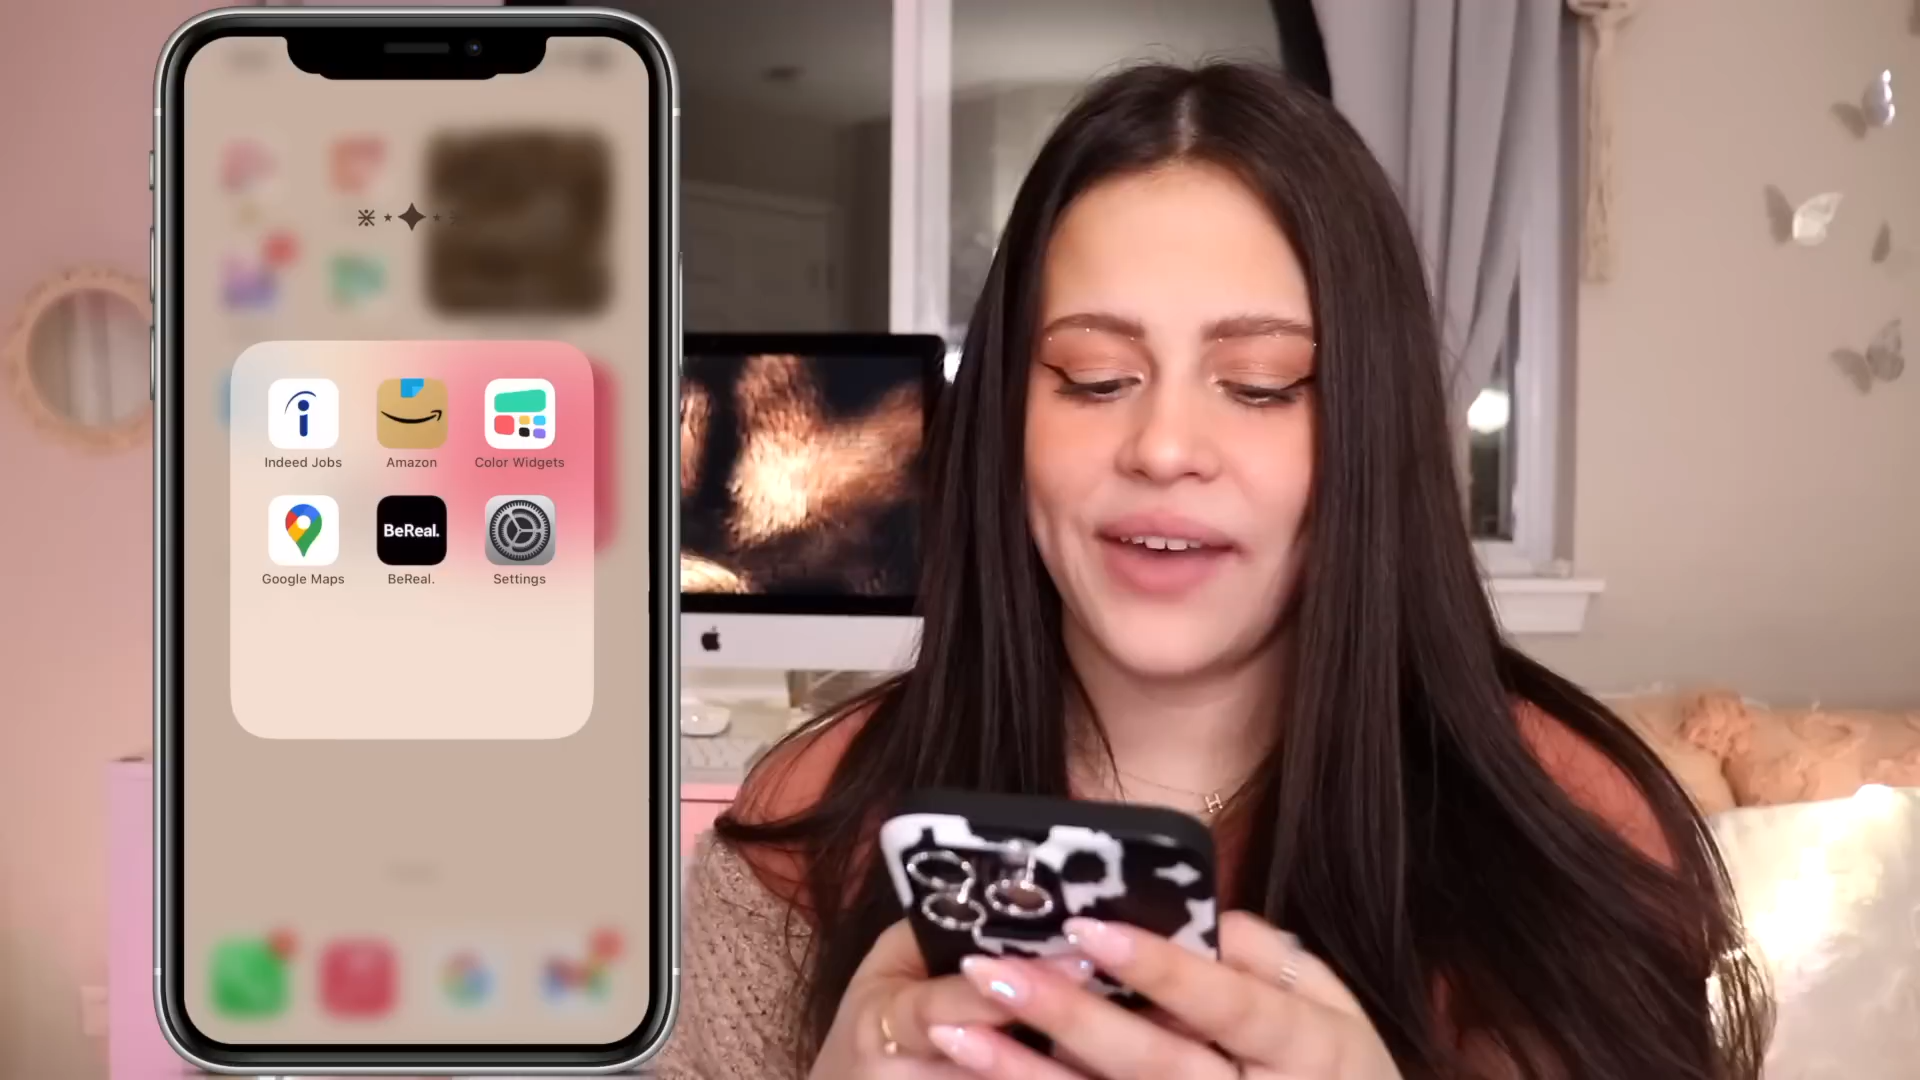 Indeed Jobs
Amazon
Color Widgets
BeReal.
Google Maps
BeReal.
Settings
H